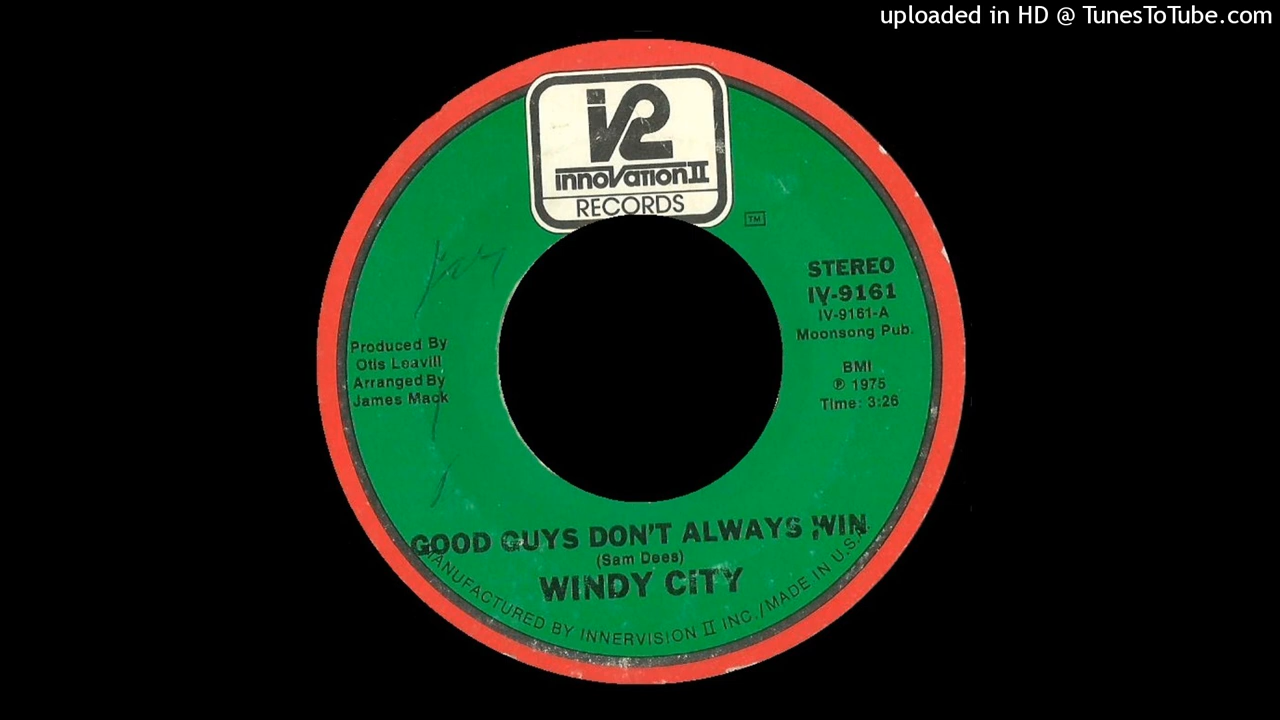 uploaded in HD @ TunesToTube.com
innovation II
RECORDS
TM
STEREO
IV-9161
IV-9161-A
Moonsong Pub.
BMI
℗ 1975
Time: 3:26
Produced By
Otis Leavill
Arranged By
James Mack
GOOD GUYS DON'T ALWAYS WIN
(Sam Dees)
WINDY CITY
MANUFACTURED BY INNERVISION II INC./MADE IN U.S.A.